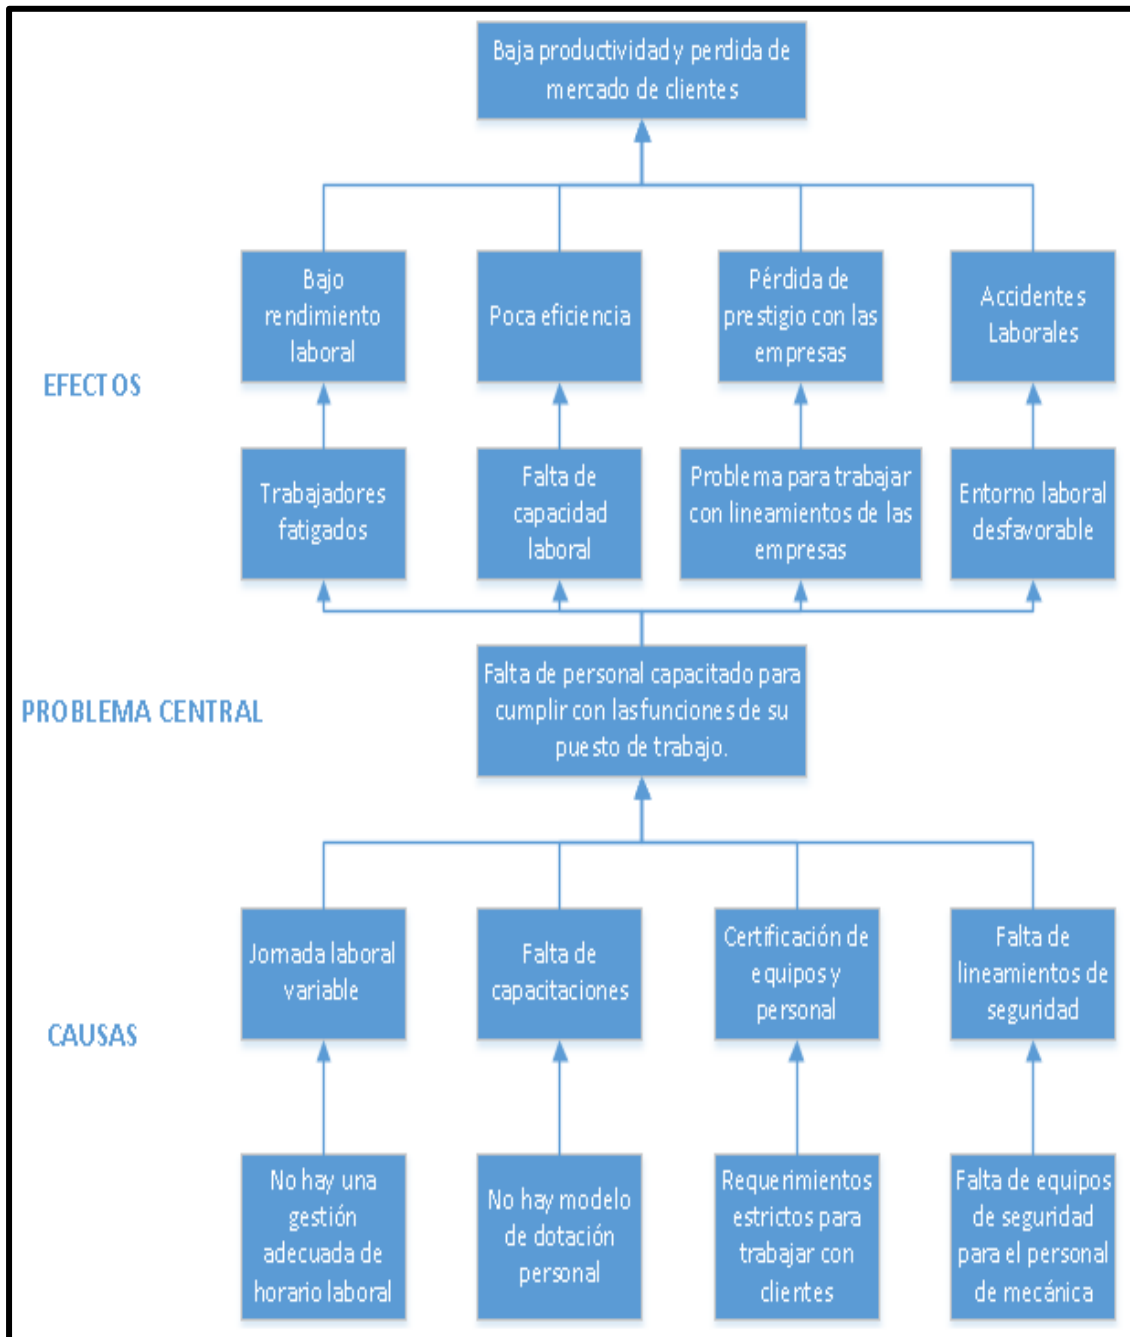 Baja productividad y perdida de
mercado de clientes
Bajo
rendimiento
laboral
Poca eficiencia
Pérdida de
prestigio con las
empresas
Accidentes
Laborales
EFECTOS
Trabajadores
fatigados
Falta de
capacidad
laboral
Problema para trabajar
con lineamientos de las
empresas
Entorno laboral
desfavorable
PROBLEMA CENTRAL
Falta de personal capacitado para
cumplir con las funciones de su
puesto de trabajo.
Jornada laboral
variable
Falta de
capacitaciones
Certificación de
equipos y
personal
Falta de
lineamientos de
seguridad
CAUSAS
No hay una
gestión
adecuada de
horario laboral
No hay modelo
de dotación
personal
Requerimientos
estrictos para
trabajar con
clientes
Falta de equipos
de seguridad
para el personal
de mecánica